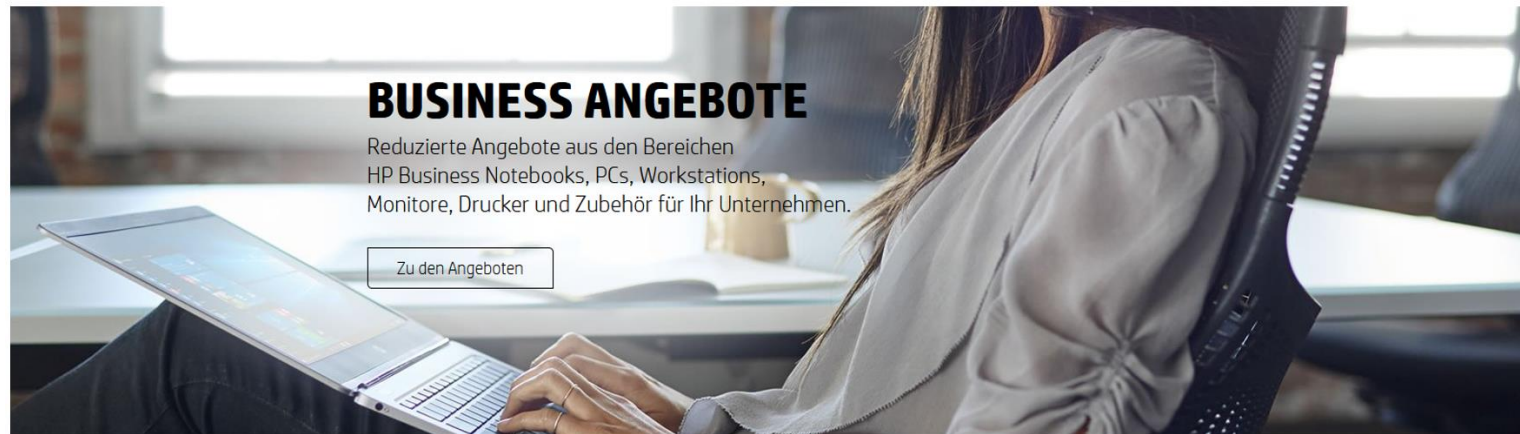 BUSINESS ANGEBOTE
Reduzierte Angebote aus den Bereichen
HP Business Notebooks, PCs, Workstations,
Monitore, Drucker und Zubehör für Ihr Unternehmen.
Zu den Angeboten